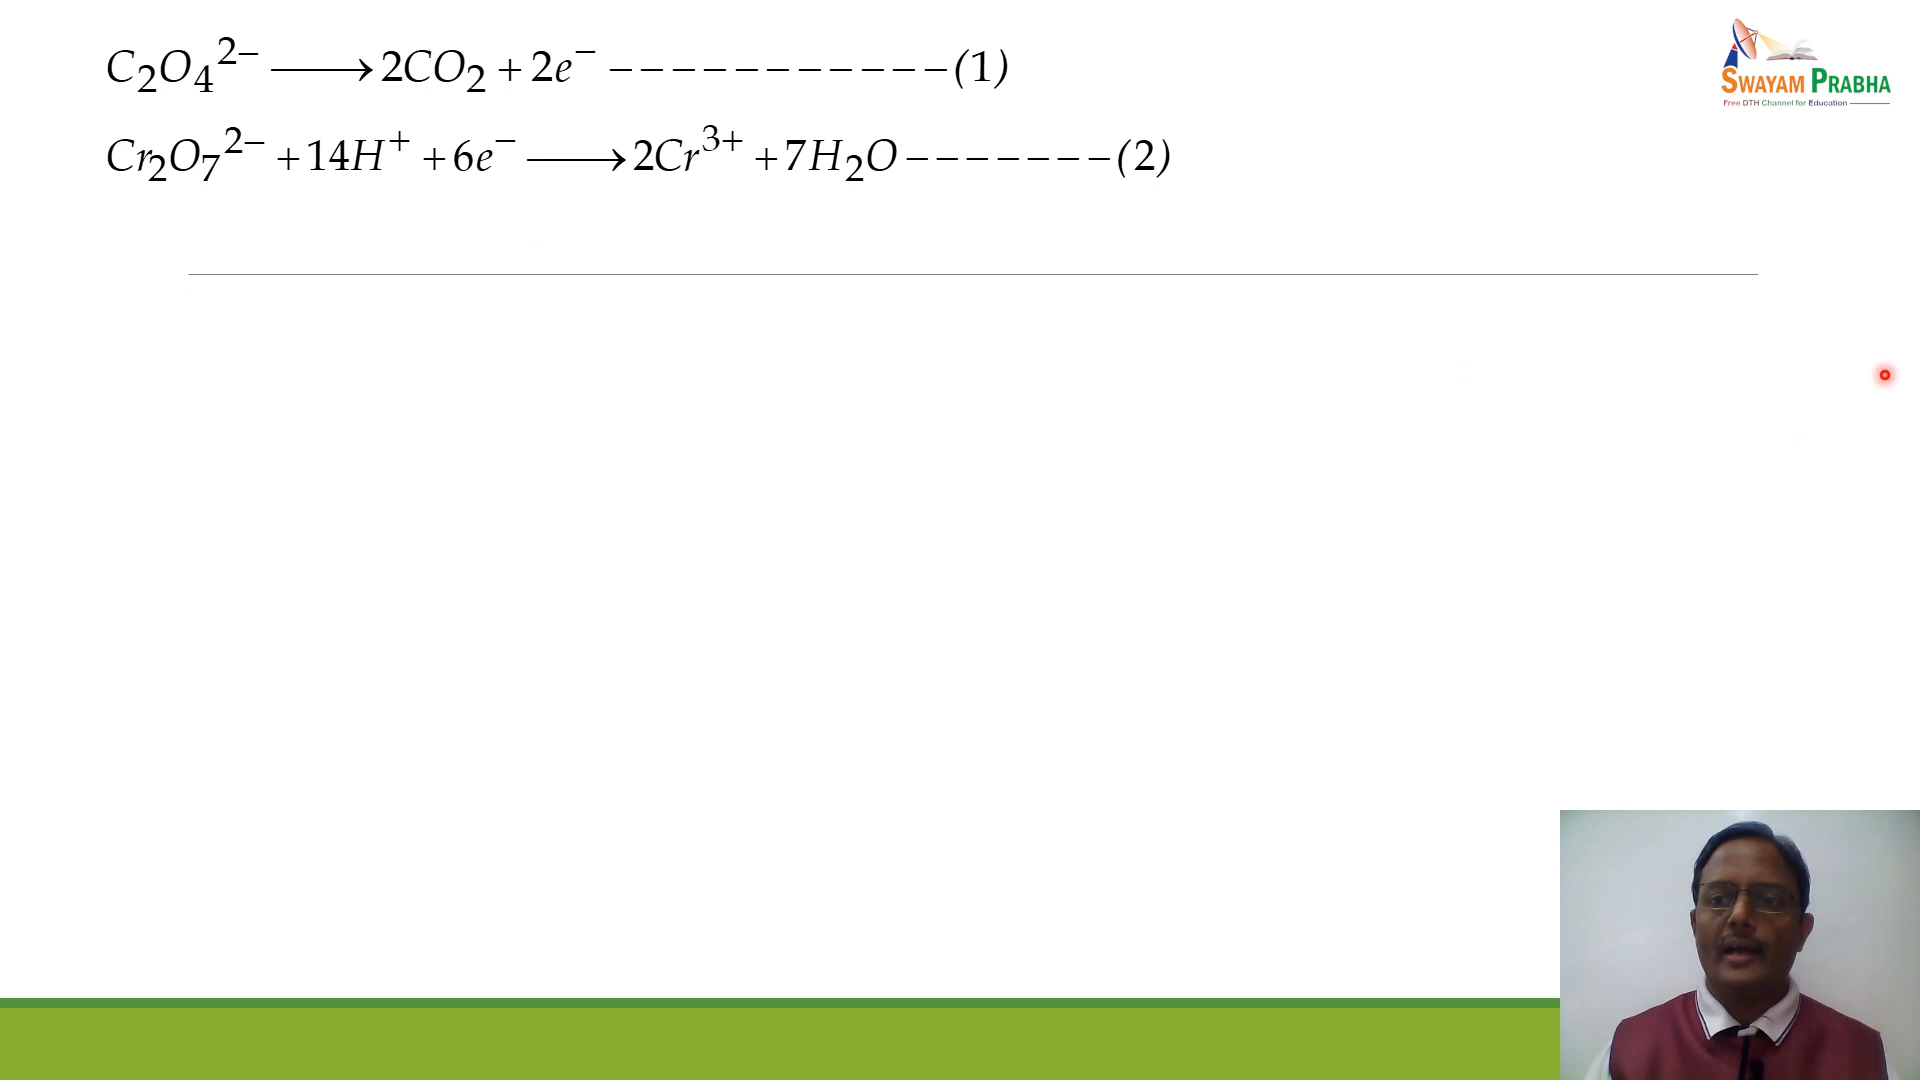 C₂O₄²⁻ ⟶ 2CO₂ + 2e⁻ − − − − − − − − − − − (1)
SWAYAM PRABHA
Free DTH Channel for Education
Cr₂O₇²⁻ + 14H⁺ + 6e⁻ ⟶ 2Cr³⁺ + 7H₂O − − − − − − − (2)